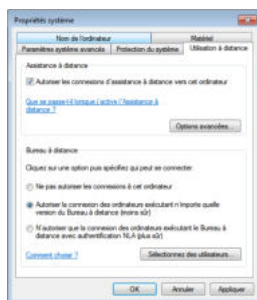 Propriétés système
Nom de l'ordinateur
Matériel
Paramètres système avancés
Protection du système
Utilisation à distance
Assistance à distance
Autoriser les connexions d'assistance à distance vers cet ordinateur
Que se passe-t-il lorsque j'active l'Assistance à
distance ?
Options avancées...
Bureau à distance
Cliquez sur une option puis spécifiez qui peut se connecter.
Ne pas autoriser les connexions à cet ordinateur
Autoriser la connexion des ordinateurs exécutant n'importe quelle
version du Bureau à distance (moins sûr)
N'autoriser que la connexion des ordinateurs exécutant le Bureau à
distance avec authentification NLA (plus sûr)
Comment choisir ?
Sélectionnez des utilisateurs...
OK
Annuler
Appliquer